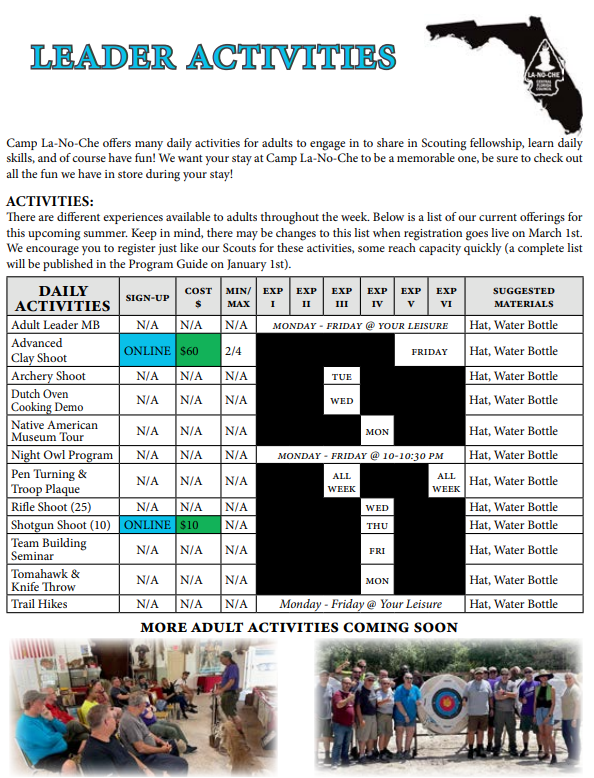 LEADER ACTIVITIES
LA-NO-CHE
CENTRAL
FLORIDA
COUNCIL
Camp La-No-Che offers many daily activities for adults to engage in to share in Scouting fellowship, learn daily
skills, and of course have fun! We want your stay at Camp La-No-Che to be a memorable one, be sure to check out
all the fun we have in store during your stay!
ACTIVITIES:
There are different experiences available to adults throughout the week. Below is a list of our current offerings for
this upcoming summer. Keep in mind, there may be changes to this list when registration goes live on March 1st.
We encourage you to register just like our Scouts for these activities, some reach capacity quickly (a complete list
will be published in the Program Guide on January 1st).
DAILY ACTIVITIES SIGN-UP COST $ MIN/MAX EXP I EXP II EXP III EXP IV EXP V EXP VI SUGGESTED MATERIALS
Adult Leader MB N/A N/A N/A MONDAY - FRIDAY @ YOUR LEISURE Hat, Water Bottle
Advanced Clay Shoot ONLINE $60 2/4 FRIDAY Hat, Water Bottle
Archery Shoot N/A N/A N/A TUE Hat, Water Bottle
Dutch Oven Cooking Demo N/A N/A N/A WED Hat, Water Bottle
Native American Museum Tour N/A N/A N/A MON Hat, Water Bottle
Night Owl Program N/A N/A N/A MONDAY - FRIDAY @ 10-10:30 PM Hat, Water Bottle
Pen Turning & Troop Plaque N/A N/A N/A ALL WEEK ALL WEEK Hat, Water Bottle
Rifle Shoot (25) N/A N/A N/A WED Hat, Water Bottle
Shotgun Shoot (10) ONLINE $10 N/A THU Hat, Water Bottle
Team Building Seminar N/A N/A N/A FRI Hat, Water Bottle
Tomahawk & Knife Throw N/A N/A N/A MON Hat, Water Bottle
Trail Hikes N/A N/A N/A Monday - Friday @ Your Leisure Hat, Water Bottle
MORE ADULT ACTIVITIES COMING SOON